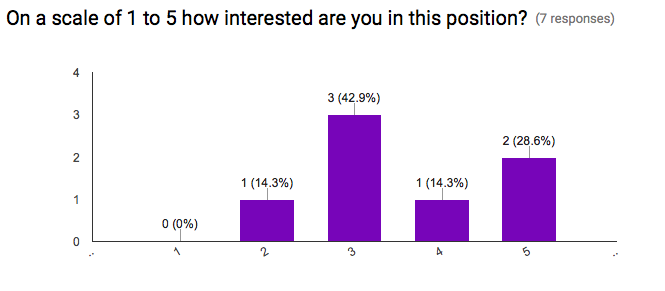 On a scale of 1 to 5 how interested are you in this position? (7 responses)
4
3 (42.9%)
3
2 (28.6%)
2
1 (14.3%) 1 (14.3%)
1
0 (0%)
0
.. 1 2 3 4 5 ..